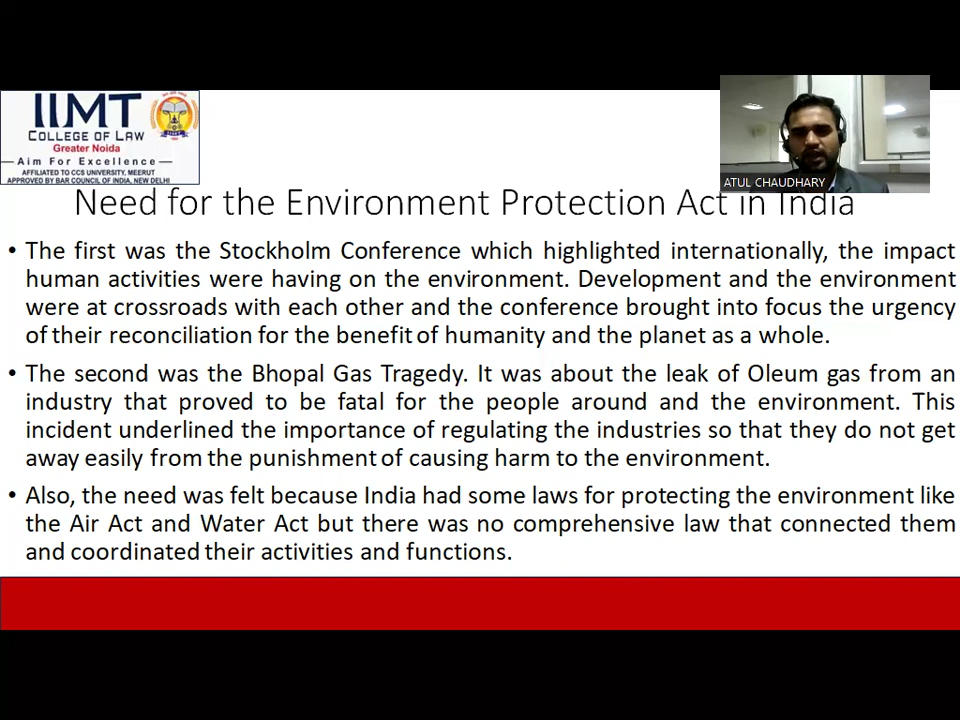 IIMT
COLLEGE OF LAW
Greater Noida
Aim For Excellence
AFFILIATED TO CCS UNIVERSITY, MEERUT
APPROVED BY BAR COUNCIL OF INDIA, NEW DELHI
ATUL CHAUDHARY
Need for the Environment Protection Act in India
• The first was the Stockholm Conference which highlighted internationally, the impact
human activities were having on the environment. Development and the environment
were at crossroads with each other and the conference brought into focus the urgency
of their reconciliation for the benefit of humanity and the planet as a whole.
• The second was the Bhopal Gas Tragedy. It was about the leak of Oleum gas from an
industry that proved to be fatal for the people around and the environment. This
incident underlined the importance of regulating the industries so that they do not get
away easily from the punishment of causing harm to the environment.
• Also, the need was felt because India had some laws for protecting the environment like
the Air Act and Water Act but there was no comprehensive law that connected them
and coordinated their activities and functions.